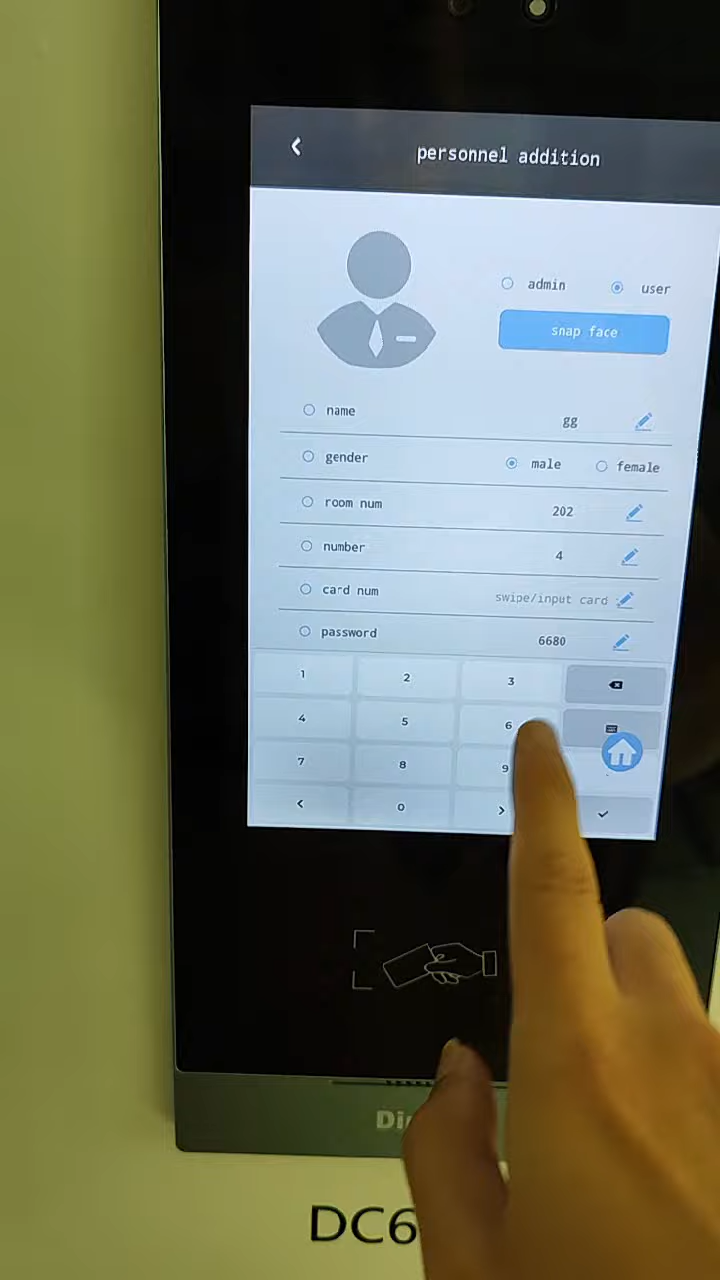 personnel addition
admin user
snap face
name gg
gender male female
room num 202
number 4
card num swipe/input card
password 6680
1 2 3
4 5 6
7 8 9
< 0 >
DC6